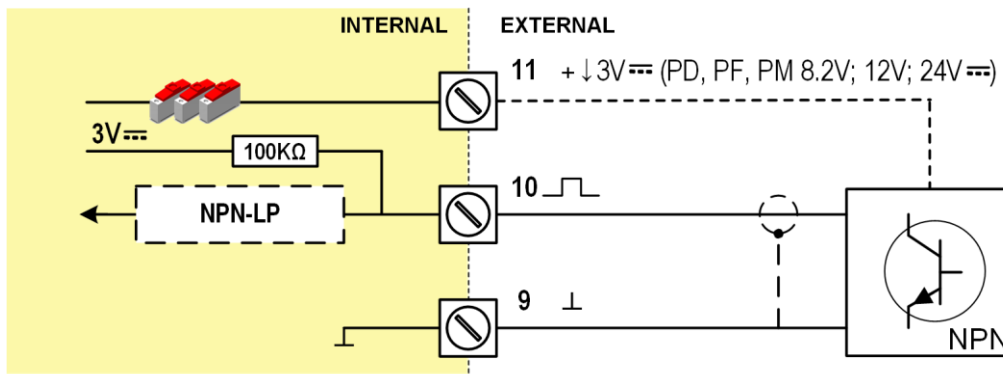 INTERNAL EXTERNAL
11 + ↓ 3V⎓ (PD, PF, PM 8.2V; 12V; 24V⎓)
3V⎓
100KΩ
10
NPN-LP
9
NPN